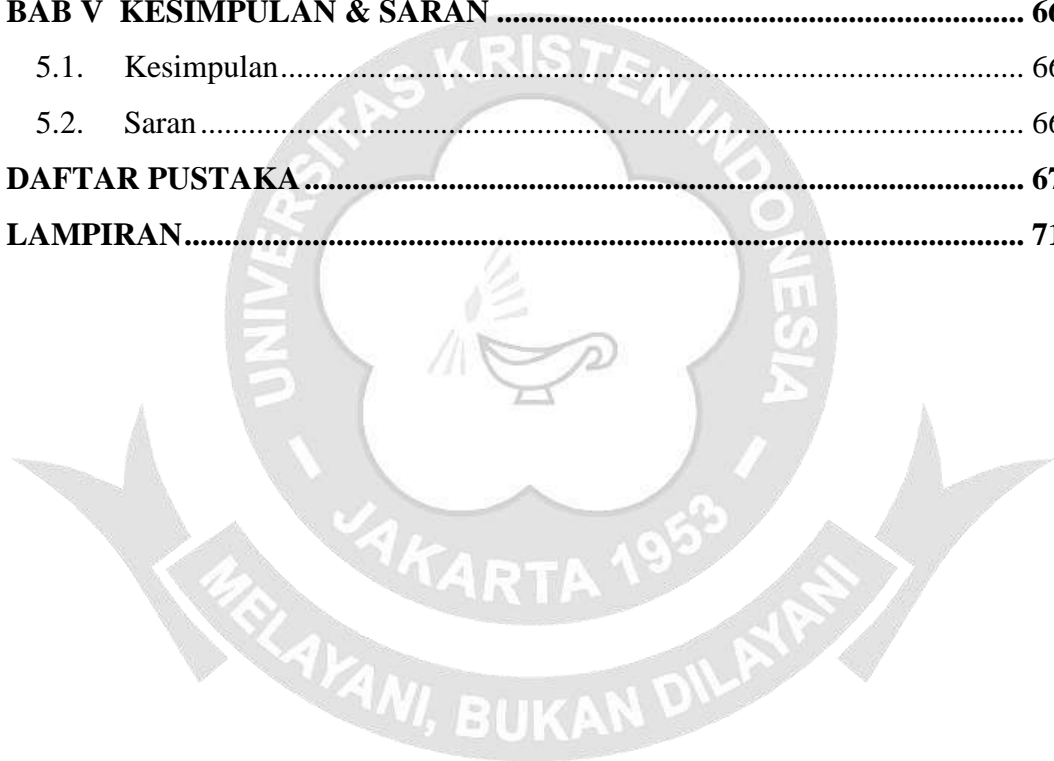 BAB V KESIMPULAN & SARAN ........................................................................ 66
5.1. Kesimpulan ........................................................................ 66
5.2. Saran ........................................................................ 66
DAFTAR PUSTAKA ........................................................................ 67
LAMPIRAN ........................................................................ 71
UNIVERSITAS KRISTEN INDONESIA
JAKARTA 1953
MELAYANI, BUKAN DILAYANI